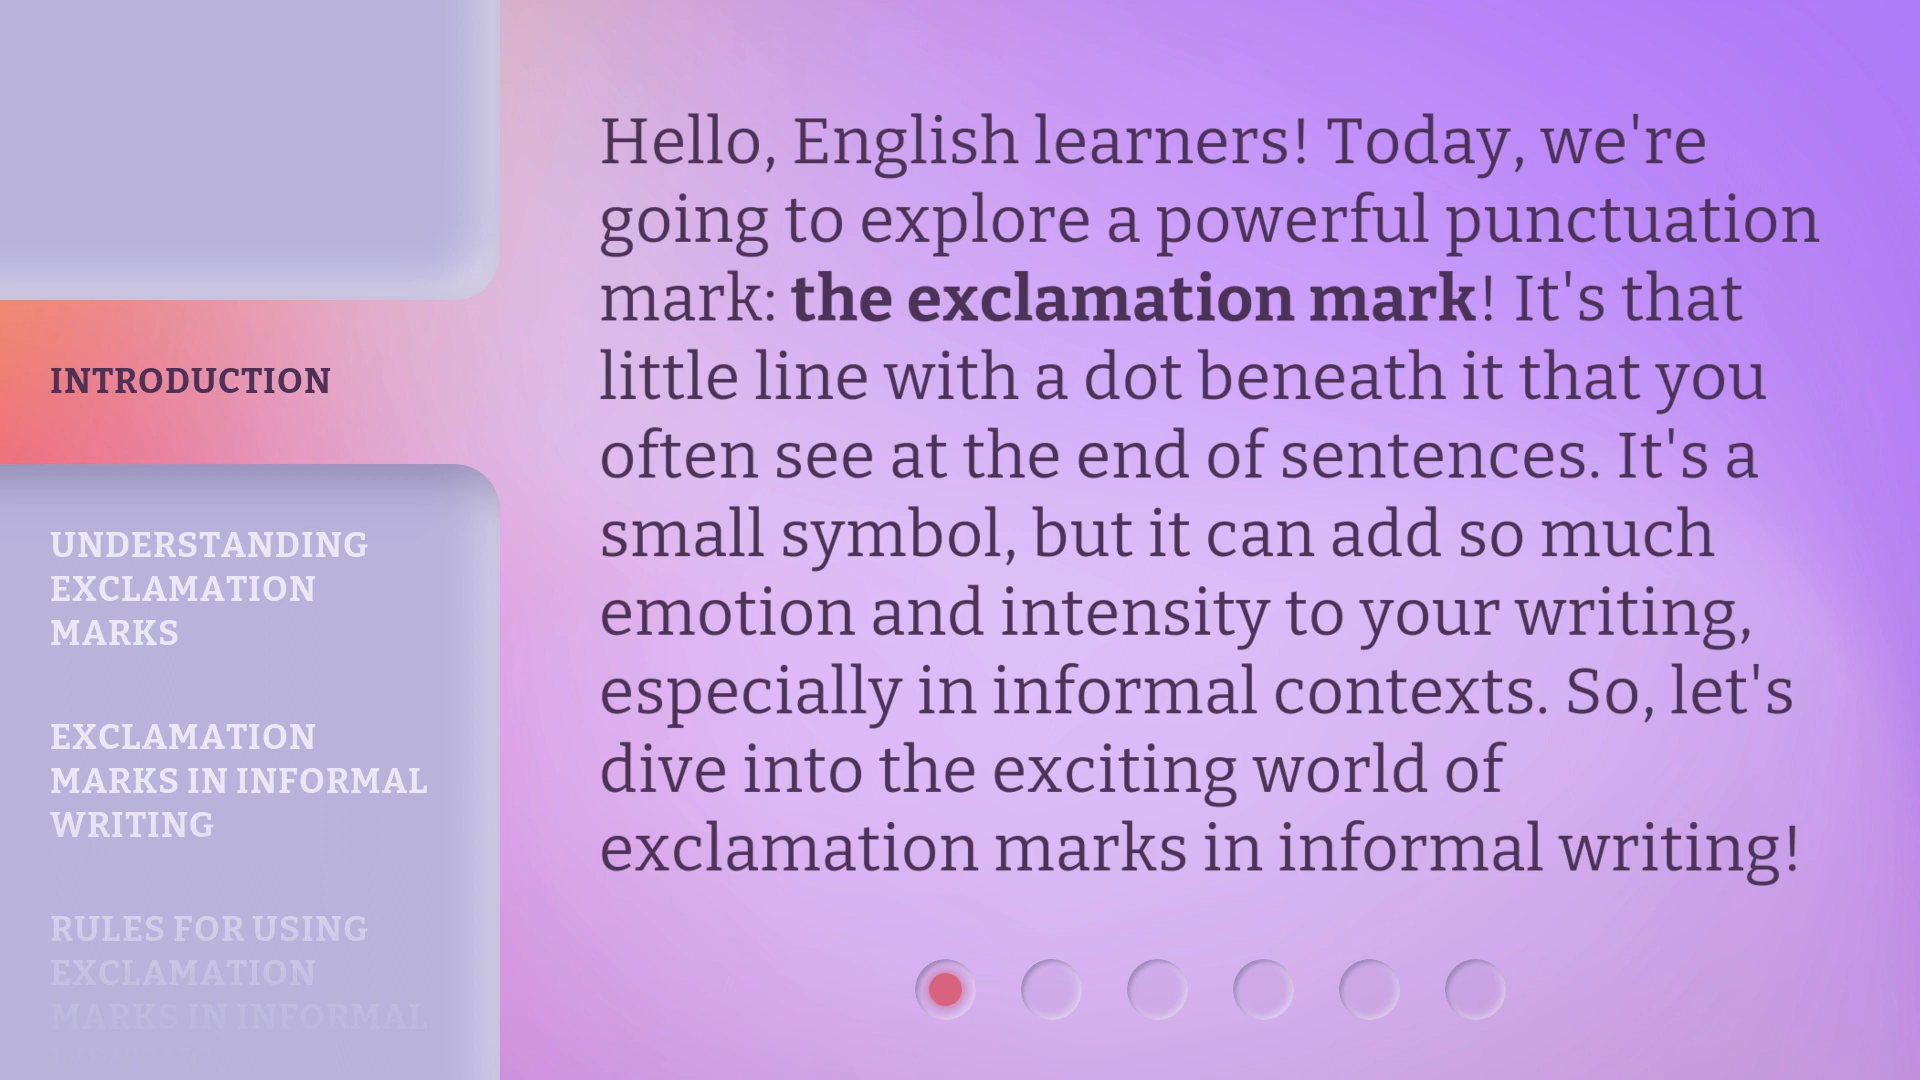 INTRODUCTION
UNDERSTANDING
EXCLAMATION
MARKS
EXCLAMATION
MARKS IN INFORMAL
WRITING
RULES FOR USING
EXCLAMATION
MARKS IN INFORMAL
Hello, English learners! Today, we're
going to explore a powerful punctuation
mark: the exclamation mark! It's that
little line with a dot beneath it that you
often see at the end of sentences. It's a
small symbol, but it can add so much
emotion and intensity to your writing,
especially in informal contexts. So, let's
dive into the exciting world of
exclamation marks in informal writing!